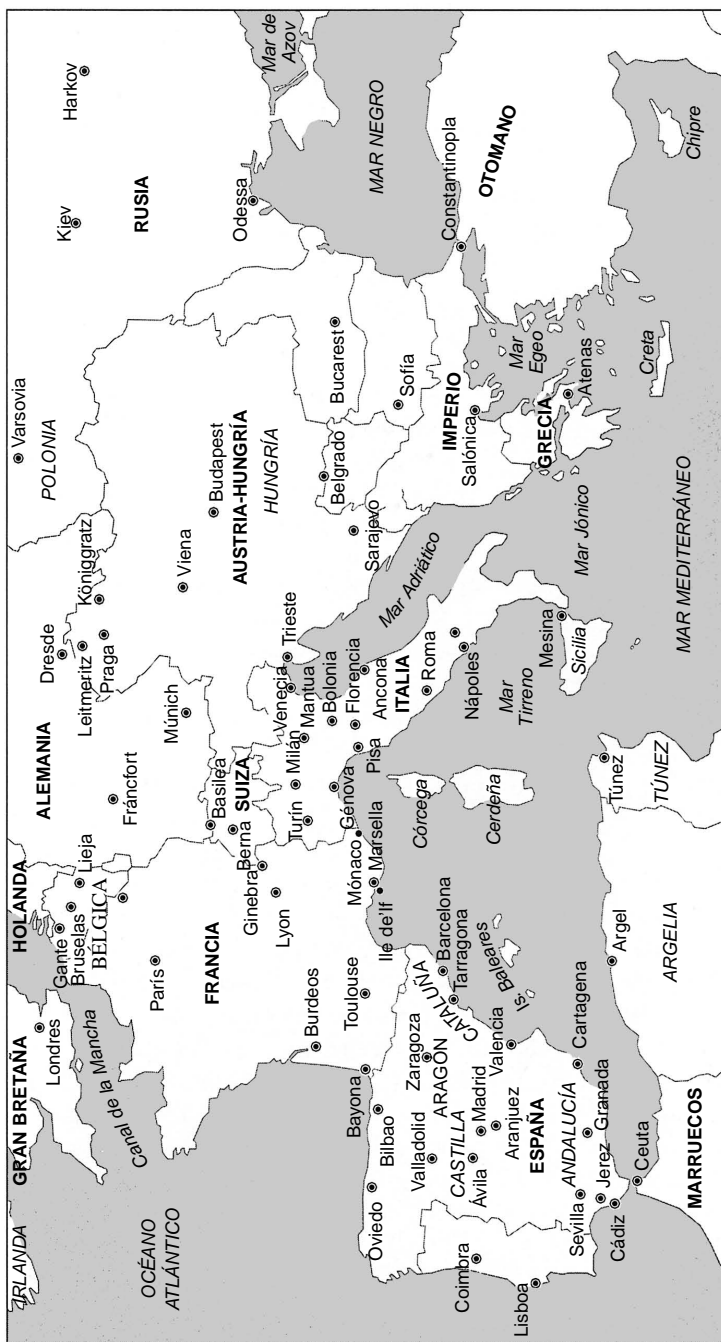 IRLANDA
GRAN BRETAÑA
HOLANDA
ALEMANIA
Londres
Canal de la Mancha
OCÉANO
ATLÁNTICO
Gante
Bruselas
BÉLGICA
Lieja
Dresde
Leitmeritz
Praga
Königgratz
Varsovia
POLONIA
Kiev
Harkov
RUSIA
París
FRANCIA
Fráncfort
Múnich
Viena
Budapest
AUSTRIA-HUNGRÍA
HUNGRÍA
Odessa
Mar de
Azov
Basilea
SUIZA
Berna
Ginebra
Lyon
Burdeos
Toulouse
Turín
Milán
Venecia
Trieste
Mantua
Bolonia
Génova
Florencia
Pisa
Ancona
Mónaco
Marsella
Ile de'If
Belgrado
Sarajevo
Bucarest
Sofía
MAR NEGRO
Bayona
Bilbao
Oviedo
Valladolid
Zaragoza
ARAGÓN
CATALUÑA
Barcelona
Tarragona
CASTILLA
Ávila
Madrid
Aranjuez
Valencia
Is. Baleares
Coimbra
Lisboa
ESPAÑA
ANDALUCÍA
Sevilla
Jerez
Cádiz
Granada
Cartagena
Ceuta
MARRUECOS
Córcega
Cerdeña
ITALIA
Roma
Nápoles
Mar
Tirreno
Mar Adriático
Mesina
Sicilia
Mar Jónico
IMPERIO
Salónica
GRECIA
Atenas
Mar
Egeo
Creta
Constantinopla
OTOMANO
Chipre
MAR MEDITERRÁNEO
Argel
ARGELIA
Túnez
TÚNEZ